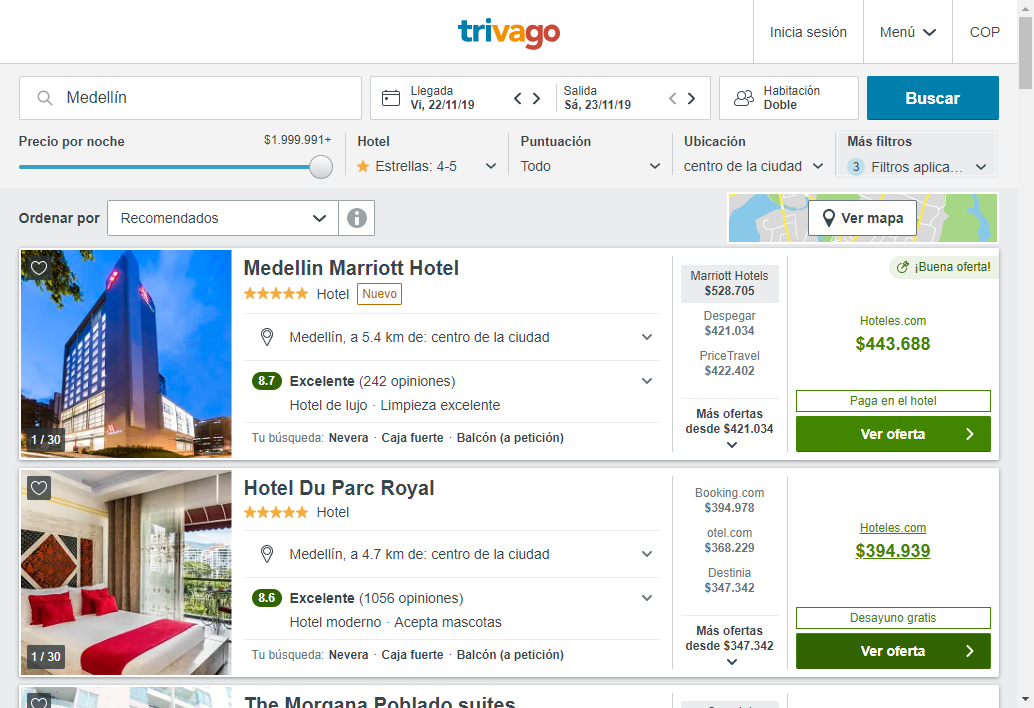 trivago
Inicia sesión
Menú
COP
Medellín
Llegada
Vi, 22/11/19
Salida
Sá, 23/11/19
Habitación
Doble
Buscar
Precio por noche
$1.999.991+
Hotel
Estrellas: 4-5
Puntuación
Todo
Ubicación
centro de la ciudad
Más filtros
3 Filtros aplica...
Ordenar por
Recomendados
Ver mapa
Medellin Marriott Hotel
Hotel Nuevo
Medellín, a 5.4 km de: centro de la ciudad
8.7 Excelente (242 opiniones)
Hotel de lujo · Limpieza excelente
Tu búsqueda: Nevera · Caja fuerte · Balcón (a petición)
1 / 30
Marriott Hotels
$528.705
Despegar
$421.034
PriceTravel
$422.402
Más ofertas
desde $421.034
¡Buena oferta!
Hoteles.com
$443.688
Paga en el hotel
Ver oferta
Hotel Du Parc Royal
Hotel
Medellín, a 4.7 km de: centro de la ciudad
8.6 Excelente (1056 opiniones)
Hotel moderno · Acepta mascotas
Tu búsqueda: Nevera · Caja fuerte · Balcón (a petición)
1 / 30
Booking.com
$394.978
otel.com
$368.229
Destinia
$347.342
Más ofertas
desde $347.342
Hoteles.com
$394.939
Desayuno gratis
Ver oferta
The Morgana Poblado suites